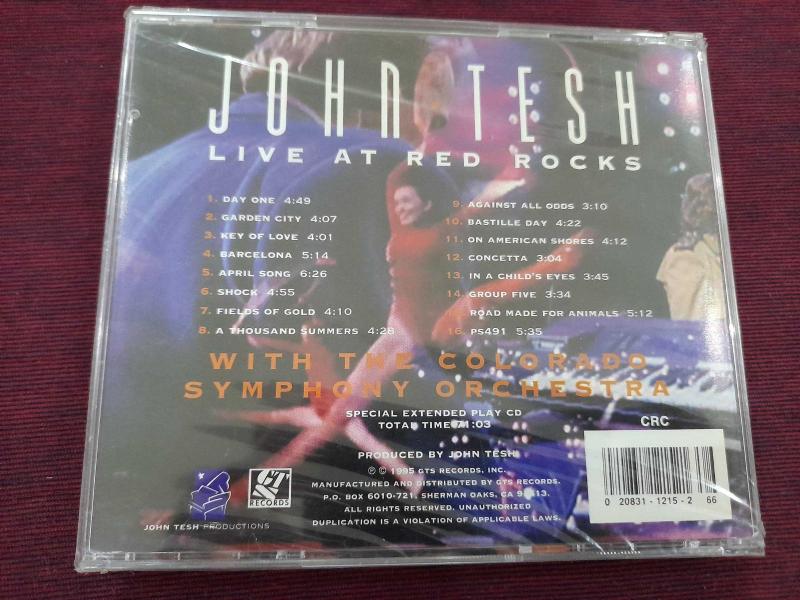 JOHN TESH
LIVE AT RED ROCKS
1. DAY ONE 4:49
2. GARDEN CITY 4:07
3. KEY OF LOVE 4:01
4. BARCELONA 5:14
5. APRIL SONG 6:26
6. SHOCK 4:55
7. FIELDS OF GOLD 4:10
8. A THOUSAND SUMMERS 4:28
9. AGAINST ALL ODDS 3:10
10. BASTILLE DAY 4:22
11. ON AMERICAN SHORES 4:12
12. CONCETTA 3:04
13. IN A CHILD'S EYES 3:45
14. GROUP FIVE 3:34
ROAD MADE FOR ANIMALS 5:12
16. PS491 5:35
WITH THE COLORADO
SYMPHONY ORCHESTRA
SPECIAL EXTENDED PLAY CD
TOTAL TIME 71:03
PRODUCED BY JOHN TESH
℗ © 1995 GTS RECORDS, INC.
MANUFACTURED AND DISTRIBUTED BY GTS RECORDS.
P.O. BOX 6010-721, SHERMAN OAKS, CA
ALL RIGHTS RESERVED. UNAUTHORIZED
DUPLICATION IS A VIOLATION OF APPLICABLE LAWS.
JOHN TESH PRODUCTIONS
RECORDS
CRC
0 20831-1215-2 66